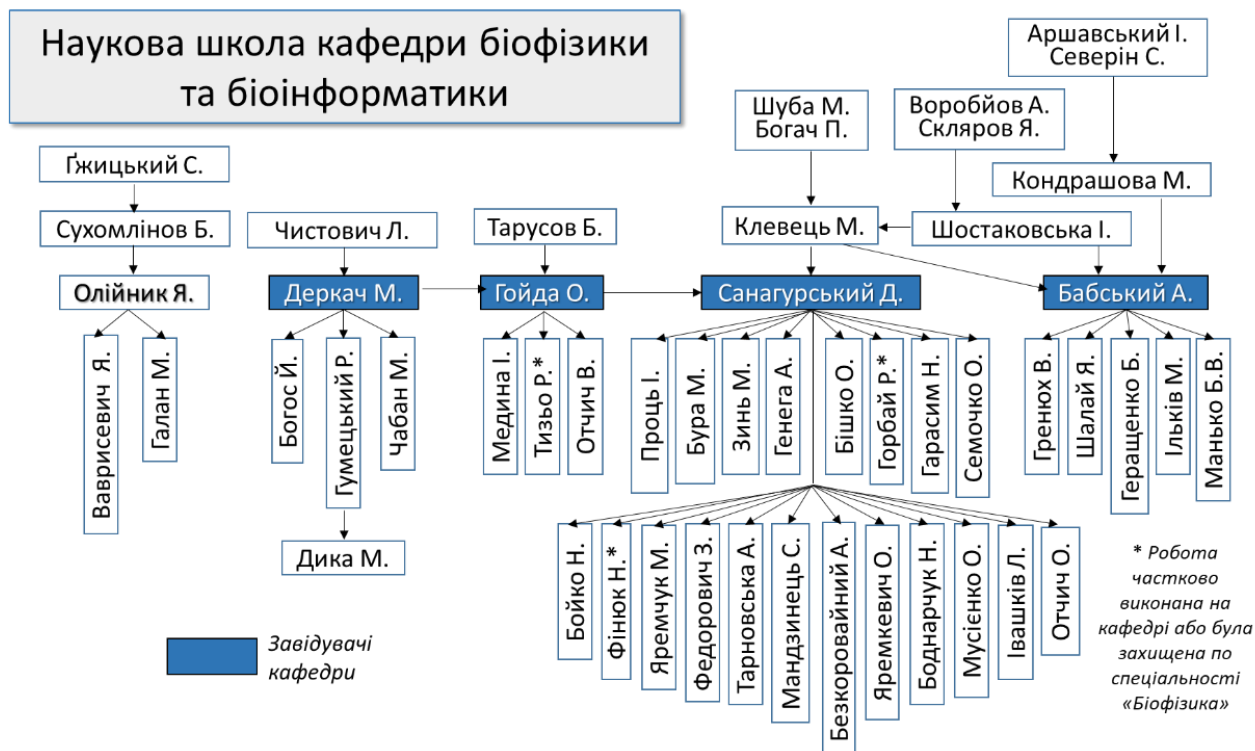 Наукова школа кафедри біофізики
та біоінформатики
Аршавський І.
Северін С.
Шуба М.
Богач П.
Воробйов А.
Скляров Я.
Ґжицький С.
Кондрашова М.
Сухомлінов Б.
Чистович Л.
Тарусов Б.
Клевець М.
Шостаковська І.
Олійник Я.
Деркач М.
Гойда О.
Санагурський Д.
Бабський А.
Ваврисевич Я.
Галан М.
Богос Й.
Гумецький Р.
Чабан М.
Медина І.
Тизьо Р.*
Отчич В.
Проць І.
Бура М.
Зинь М.
Генега А.
Бішко О.
Горбай Р.*
Гарасим Н.
Семочко О.
Гренюх В.
Шалай Я.
Геращенко Б.
Ільків М.
Манько Б.В.
Дика М.
Бойко Н.
Фінюк Н.*
Яремчук М.
Федорович З.
Тарновська А.
Мандзинець С.
Безкоровайний А.
Яремкевич О.
Боднарчук Н.
Мусієнко О.
Івашків Л.
Отчич О.
* Робота
частково
виконана на
кафедрі або була
захищена по
спеціальності
«Біофізика»
Завідувачі
кафедри